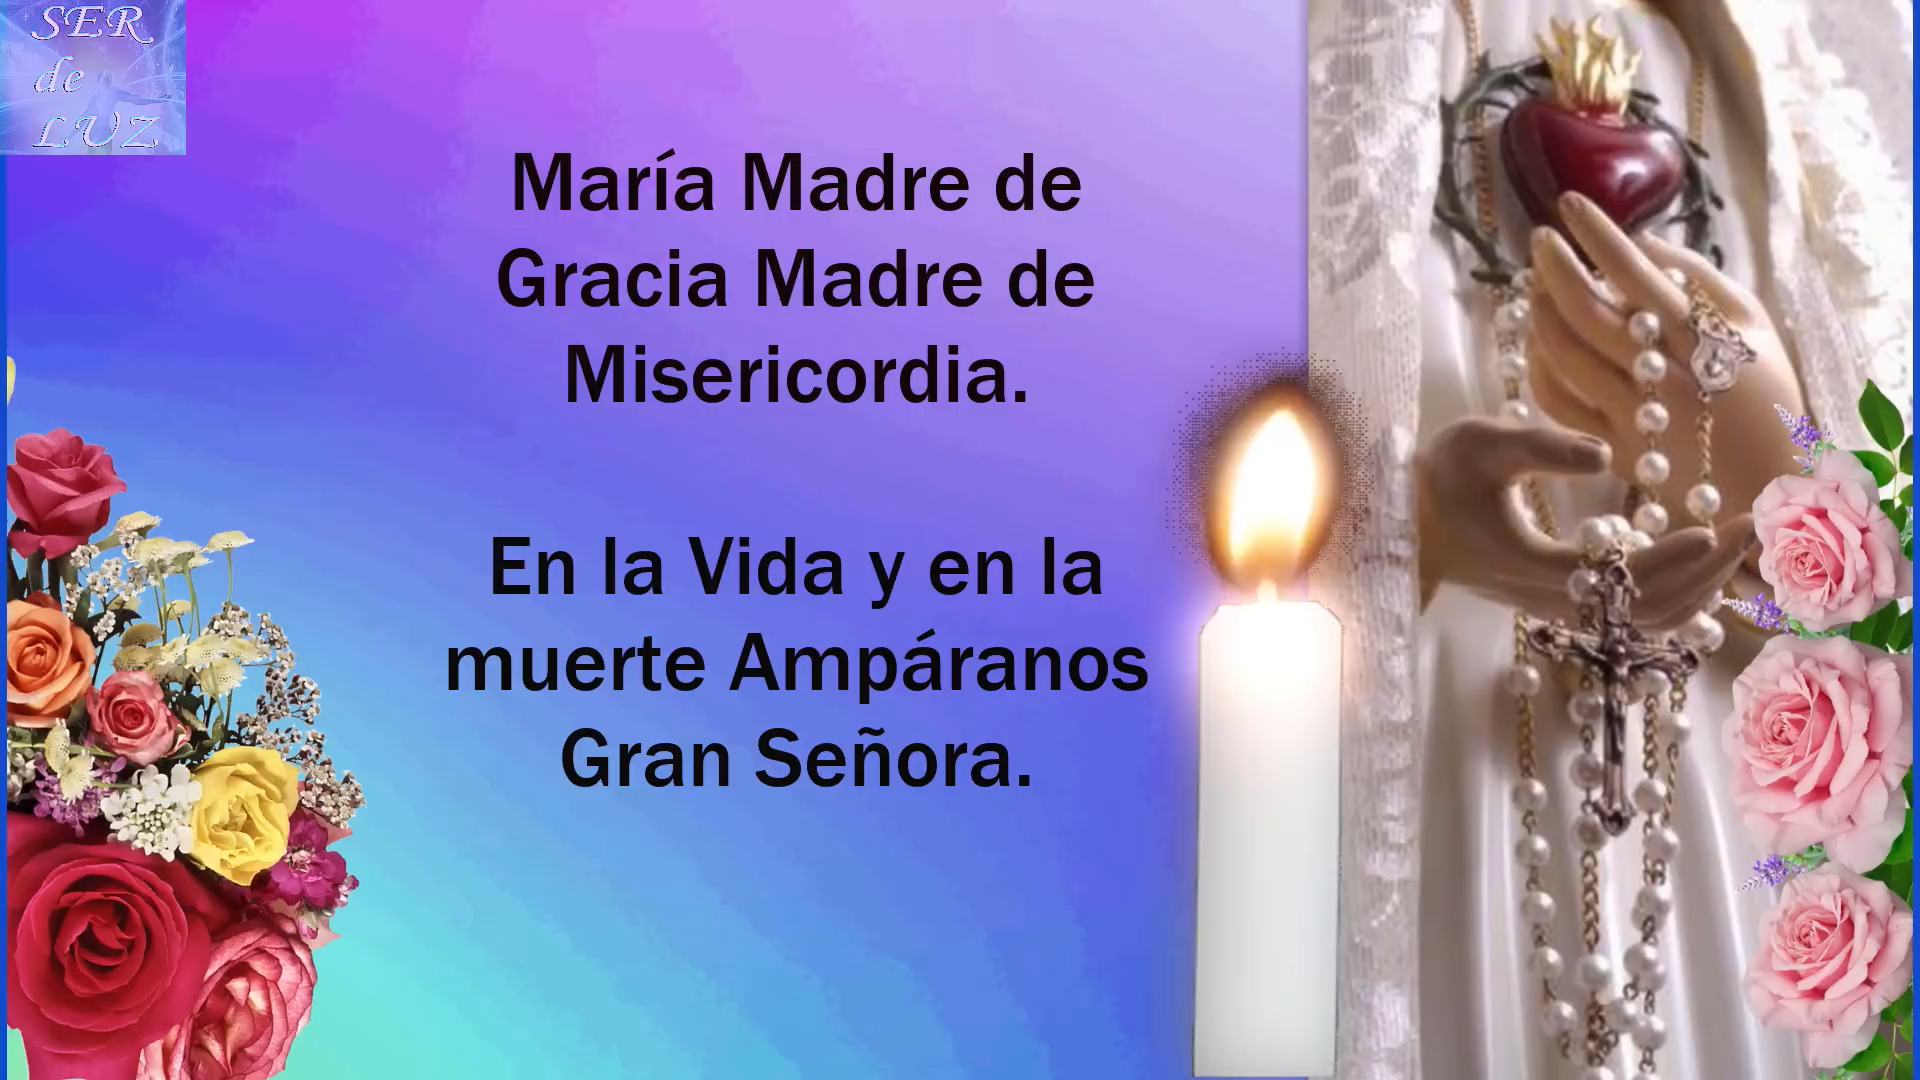 SER
de
LUZ
María Madre de
Gracia Madre de
Misericordia.
En la Vida y en la
muerte Ampáranos
Gran Señora.